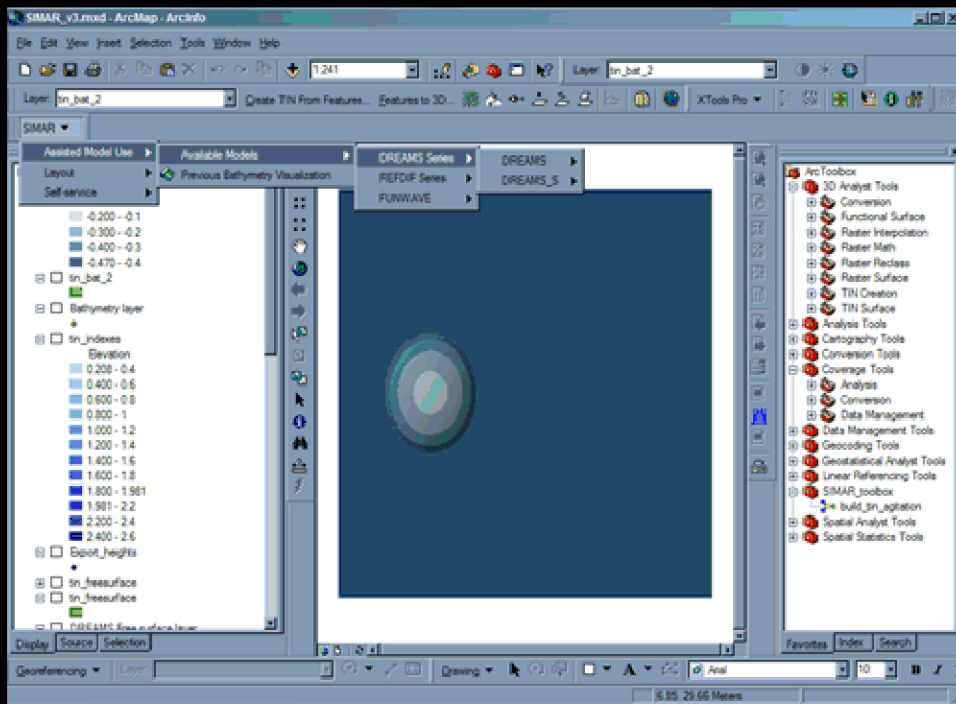 SIMAR_v3.mxd - ArcMap - ArcInfo
File Edit View Insert Selection Tools Window Help
1:241 Layer: tin_bat_2
Layer: tin_bat_2 Create TIN From Features... Features to 3D... XTools Pro
SIMAR
Assisted Model Use
Layout
Self-service
Available Models
Previous Bathymetry Visualization
DREAMS Series
REFDIF Series
FUNWAVE
DREAMS
DREAMS_S
-0.200 - -0.1
-0.300 - -0.2
-0.400 - -0.3
-0.470 - -0.4
tin_bat_2
Bathymetry layer
tin_indexes
Elevation
0.208 - 0.4
0.400 - 0.6
0.600 - 0.8
0.800 - 1
1.000 - 1.2
1.200 - 1.4
1.400 - 1.6
1.600 - 1.8
1.800 - 1.981
1.981 - 2.2
2.200 - 2.4
2.400 - 2.6
Export_heights
tin_freesurface
tin_freesurface
DREAMS Free surface layer
Display Source Selection
ArcToolbox
3D Analyst Tools
Conversion
Functional Surface
Raster Interpolation
Raster Math
Raster Reclass
Raster Surface
TIN Creation
TIN Surface
Analysis Tools
Cartography Tools
Conversion Tools
Coverage Tools
Analysis
Conversion
Data Management
Data Management Tools
Geocoding Tools
Geostatistical Analyst Tools
Linear Referencing Tools
SIMAR_toolbox
build_tin_agitation
Spatial Analyst Tools
Spatial Statistics Tools
Favorites Index Search
Georeferencing Layer: Drawing A Arial 10 B I
6.85 29.66 Meters